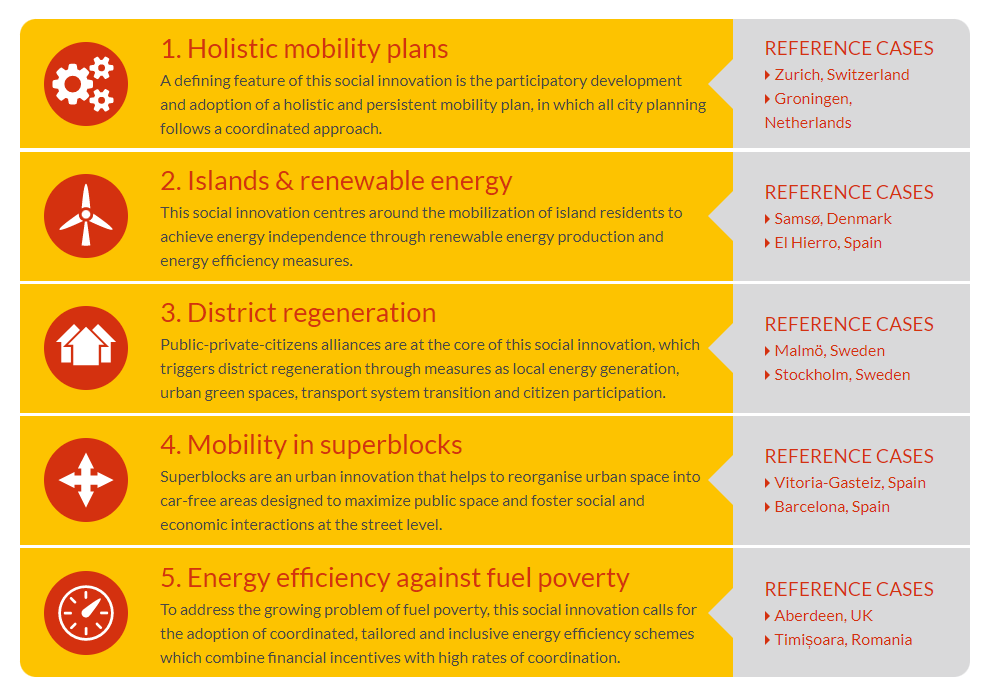 1. Holistic mobility plans
A defining feature of this social innovation is the participatory development
and adoption of a holistic and persistent mobility plan, in which all city planning
follows a coordinated approach.
REFERENCE CASES
Zurich, Switzerland
Groningen,
Netherlands
2. Islands & renewable energy
This social innovation centres around the mobilization of island residents to
achieve energy independence through renewable energy production and
energy efficiency measures.
REFERENCE CASES
Samsø, Denmark
El Hierro, Spain
3. District regeneration
Public-private-citizens alliances are at the core of this social innovation, which
triggers district regeneration through measures as local energy generation,
urban green spaces, transport system transition and citizen participation.
REFERENCE CASES
Malmö, Sweden
Stockholm, Sweden
4. Mobility in superblocks
Superblocks are an urban innovation that helps to reorganise urban space into
car-free areas designed to maximize public space and foster social and
economic interactions at the street level.
REFERENCE CASES
Vitoria-Gasteiz, Spain
Barcelona, Spain
5. Energy efficiency against fuel poverty
To address the growing problem of fuel poverty, this social innovation calls for
the adoption of coordinated, tailored and inclusive energy efficiency schemes
which combine financial incentives with high rates of coordination.
REFERENCE CASES
Aberdeen, UK
Timișoara, Romania